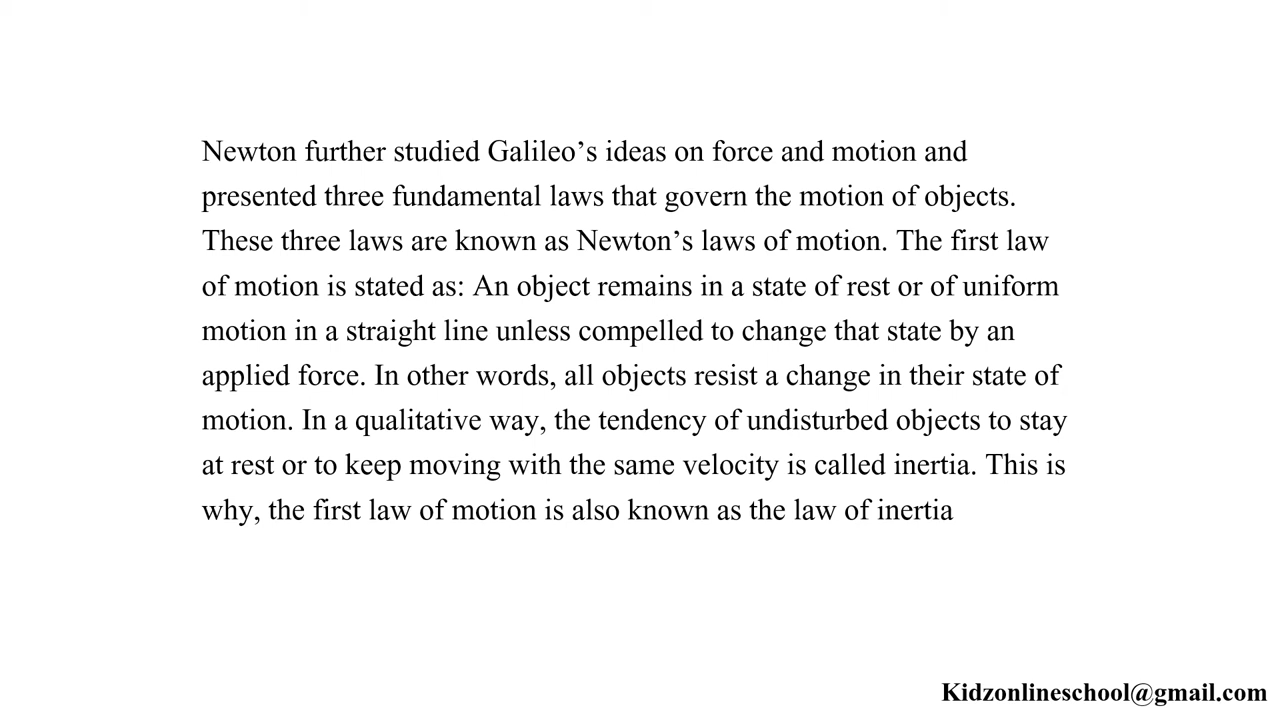 Newton further studied Galileo’s ideas on force and motion and
presented three fundamental laws that govern the motion of objects.
These three laws are known as Newton’s laws of motion. The first law
of motion is stated as: An object remains in a state of rest or of uniform
motion in a straight line unless compelled to change that state by an
applied force. In other words, all objects resist a change in their state of
motion. In a qualitative way, the tendency of undisturbed objects to stay
at rest or to keep moving with the same velocity is called inertia. This is
why, the first law of motion is also known as the law of inertia
Kidzonlineschool@gmail.com